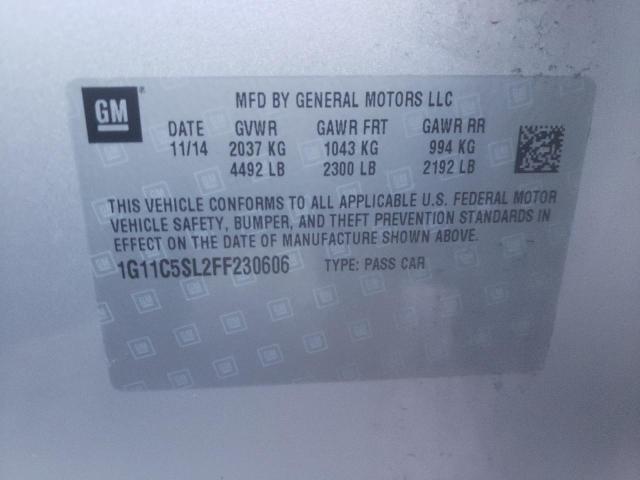 GM
MFD BY GENERAL MOTORS LLC
DATE GVWR GAWR FRT GAWR RR
11/14 2037 KG 1043 KG 994 KG
4492 LB 2300 LB 2192 LB
THIS VEHICLE CONFORMS TO ALL APPLICABLE U.S. FEDERAL MOTOR
VEHICLE SAFETY, BUMPER, AND THEFT PREVENTION STANDARDS IN
EFFECT ON THE DATE OF MANUFACTURE SHOWN ABOVE.
1G11C5SL2FF230606 TYPE: PASS CAR